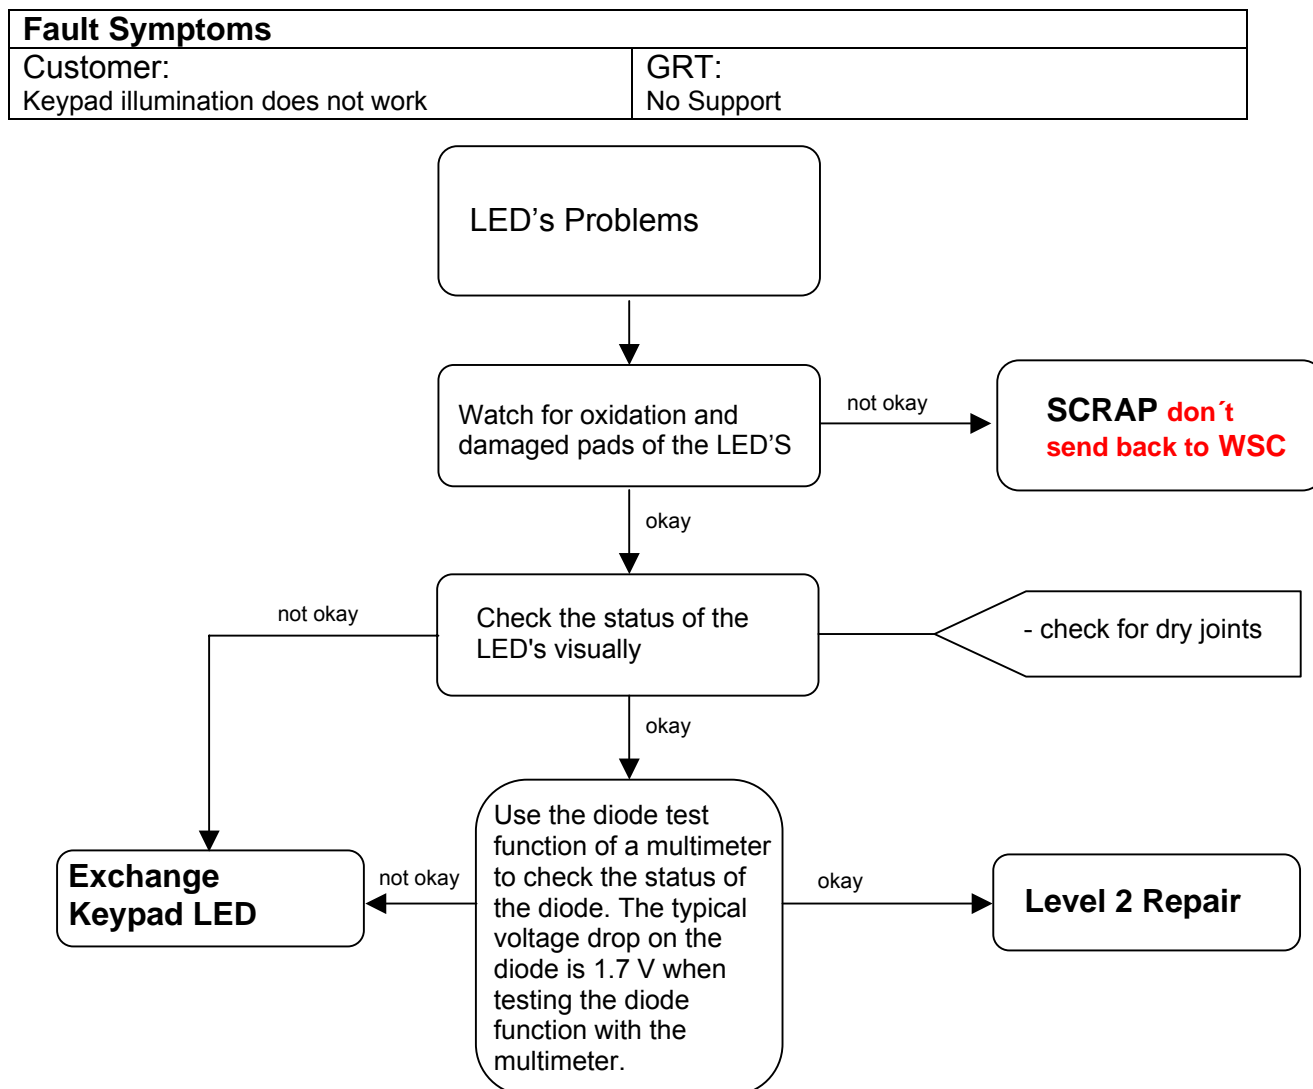 Fault Symptoms
Customer:
Keypad illumination does not work
GRT:
No Support
LED’s Problems
Watch for oxidation and
damaged pads of the LED’S
not okay
SCRAP don´t
send back to WSC
okay
Check the status of the
LED's visually
not okay
- check for dry joints
okay
Use the diode test
function of a multimeter
to check the status of
the diode. The typical
voltage drop on the
diode is 1.7 V when
testing the diode
function with the
multimeter.
not okay
Exchange
Keypad LED
okay
Level 2 Repair